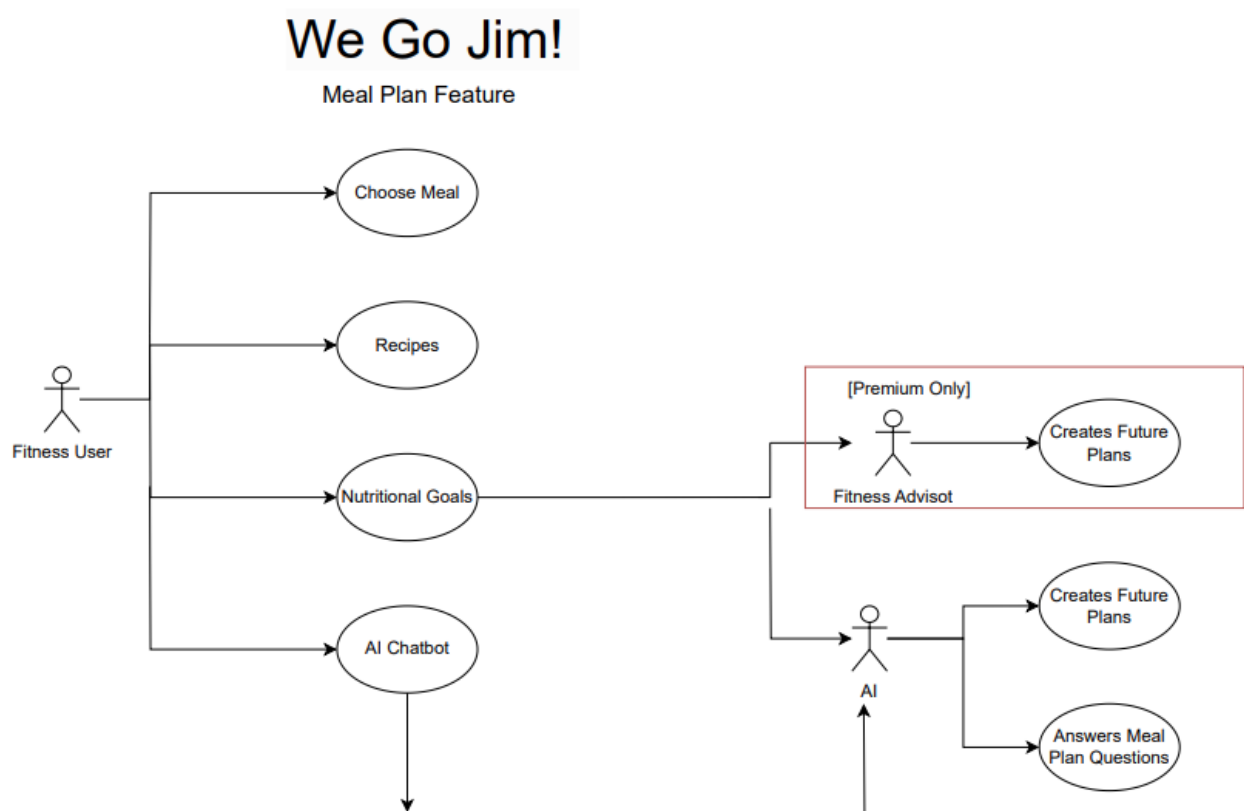 We Go Jim!
Meal Plan Feature
Choose Meal
Recipes
Fitness User
Nutritional Goals
AI Chatbot
[Premium Only]
Fitness Advisot
Creates Future
Plans
AI
Creates Future
Plans
Answers Meal
Plan Questions